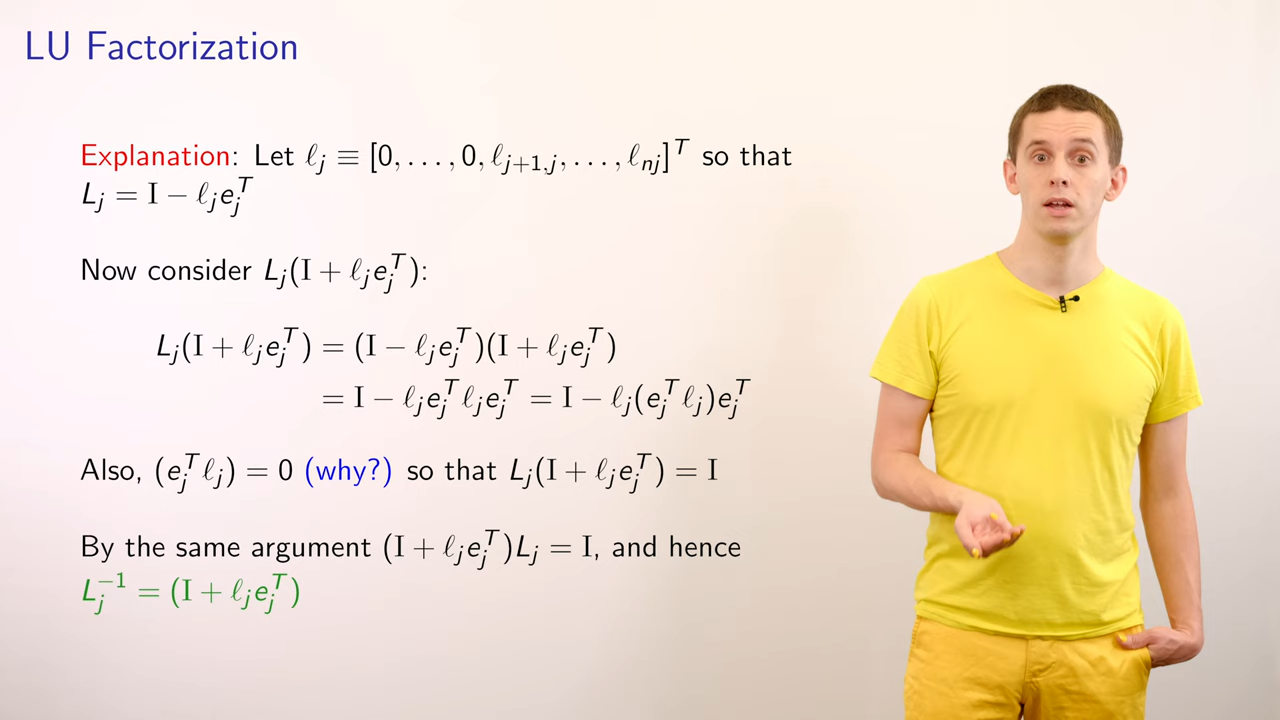 LU Factorization
Explanation: Let ℓⱼ ≡ [0, . . . , 0, ℓⱼ₊₁,ⱼ, . . . , ℓₙⱼ]ᵀ so that
Lⱼ = I − ℓⱼeⱼᵀ
Now consider Lⱼ(I + ℓⱼeⱼᵀ):
Lⱼ(I + ℓⱼeⱼᵀ) = (I − ℓⱼeⱼᵀ)(I + ℓⱼeⱼᵀ)
= I − ℓⱼeⱼᵀℓⱼeⱼᵀ = I − ℓⱼ(eⱼᵀℓⱼ)eⱼᵀ
Also, (eⱼᵀℓⱼ) = 0 (why?) so that Lⱼ(I + ℓⱼeⱼᵀ) = I
By the same argument (I + ℓⱼeⱼᵀ)Lⱼ = I, and hence
Lⱼ⁻¹ = (I + ℓⱼeⱼᵀ)